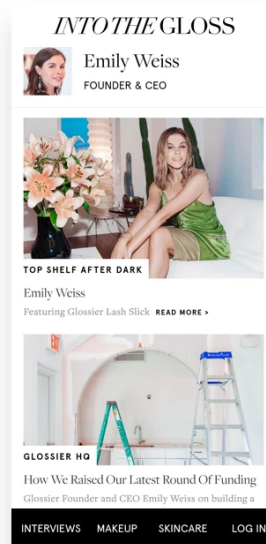 INTO THE GLOSS
Emily Weiss
FOUNDER & CEO
TOP SHELF AFTER DARK
Emily Weiss
Featuring Glossier Lash Slick READ MORE >
GLOSSIER HQ
How We Raised Our Latest Round Of Funding
Glossier Founder and CEO Emily Weiss on building a
INTERVIEWS MAKEUP SKINCARE LOG IN